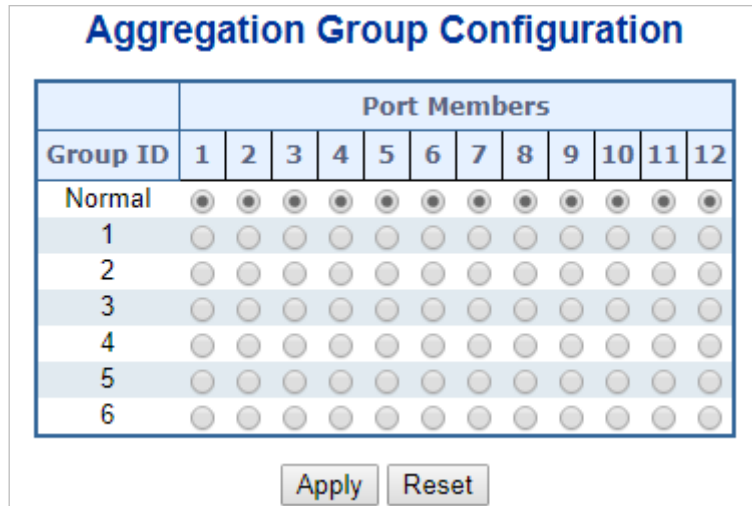 Aggregation Group Configuration
Port Members
Group ID 1 2 3 4 5 6 7 8 9 10 11 12
Normal
1
2
3
4
5
6
Apply Reset